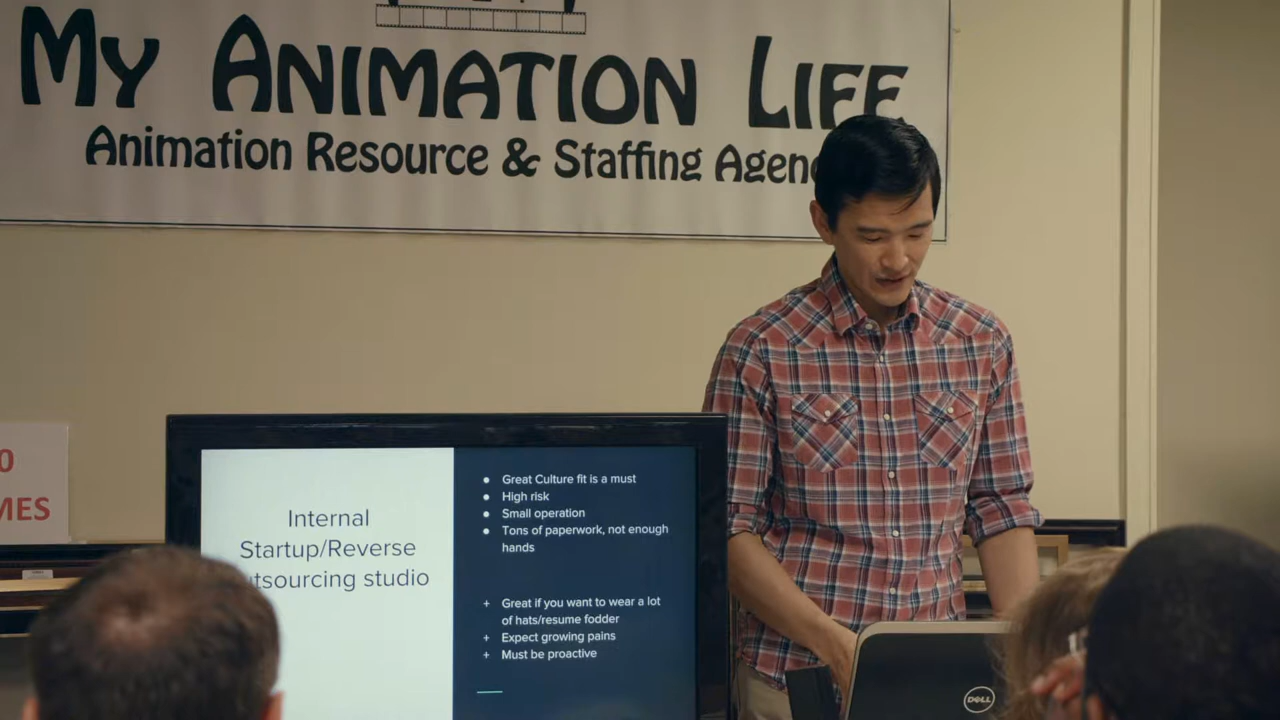 My Animation Life
Animation Resource & Staffing
0
MES
Internal
Startup/Reverse
studio
● Great Culture fit is a must
● High risk
● Small operation
● Tons of paperwork, not enough
hands
+ Great if you want to wear a lot
of hats/resume fodder
+ Expect growing pains
+ Must be proactive
DELL